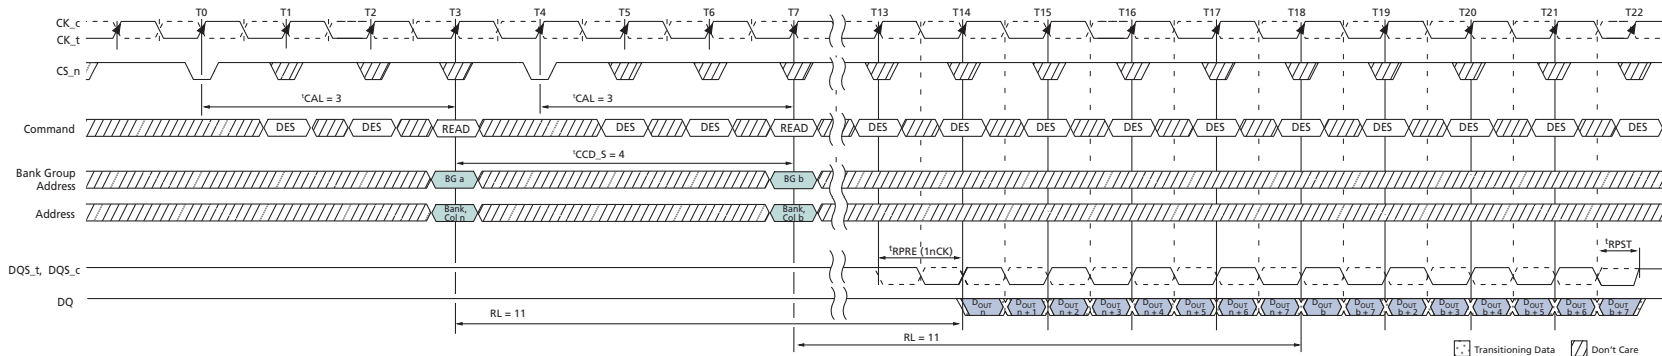 T0 T1 T2 T3 T4 T5 T6 T7 T13 T14 T15 T16 T17 T18 T19 T20 T21 T22
CK_c
CK_t
CS_n
tCAL = 3 tCAL = 3
Command DES DES READ DES DES READ DES DES DES DES DES DES DES DES DES DES
tCCD_S = 4
Bank Group
Address
BG a BG b
Address
Bank,
Col n
Bank,
Col b
tRPRE (1nCK) tRPST
DQS_t, DQS_c
DQ
DOUT n
DOUT n + 1
DOUT n + 2
DOUT n + 3
DOUT n + 4
DOUT n + 5
DOUT n + 6
DOUT n + 7
DOUT b
DOUT b + 7
DOUT b + 2
DOUT b + 3
DOUT b + 4
DOUT b + 5
DOUT b + 6
DOUT b + 7
RL = 11
RL = 11
Transitioning Data Don't Care